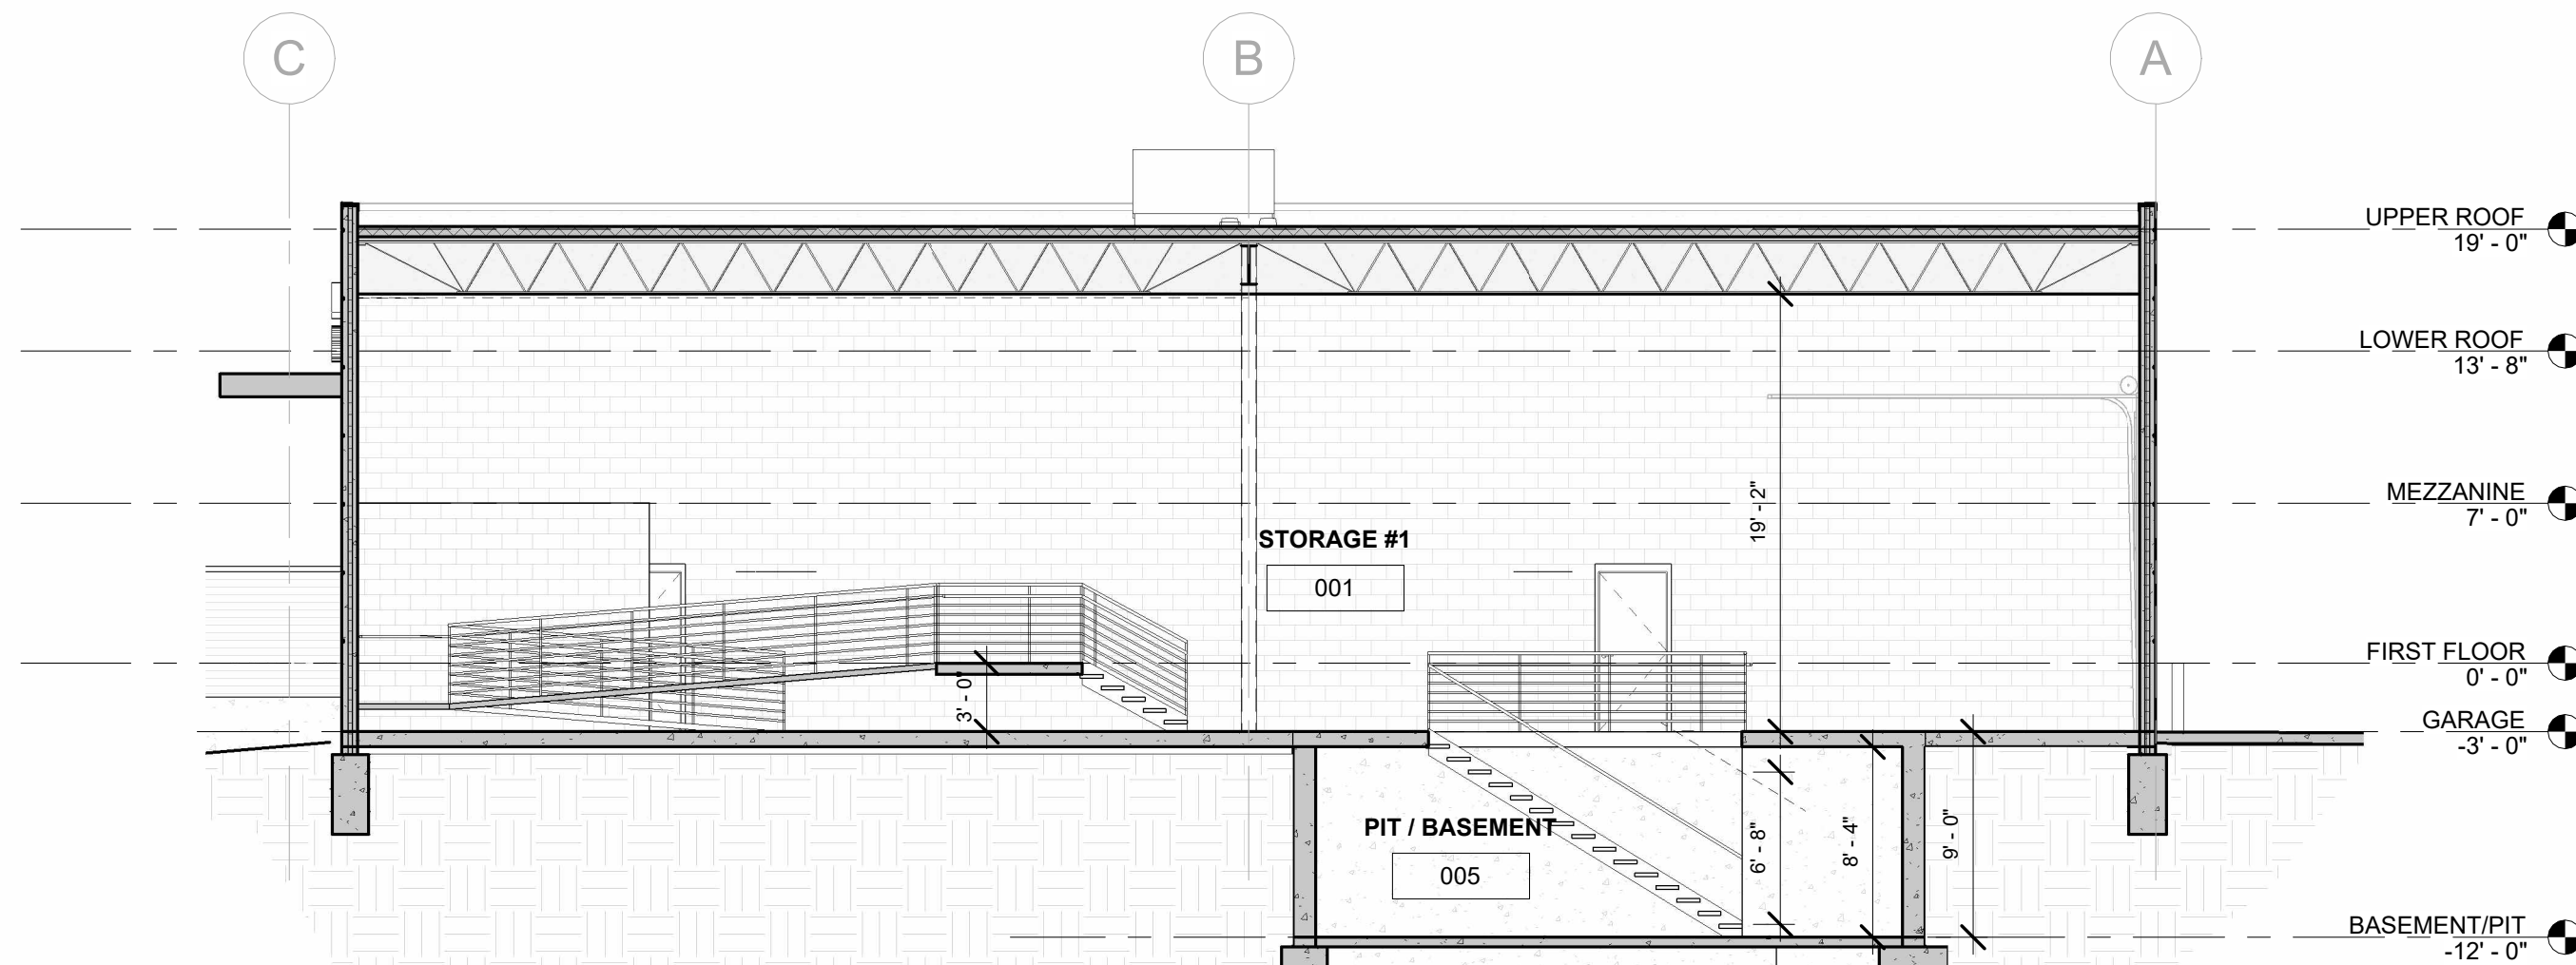 C
B
A
UPPER ROOF
19' - 0"
LOWER ROOF
13' - 8"
MEZZANINE
7' - 0"
19' - 2"
STORAGE #1
001
FIRST FLOOR
0' - 0"
3' - 0"
GARAGE
-3' - 0"
PIT / BASEMENT
005
6' - 8"
8' - 4"
9' - 0"
BASEMENT/PIT
-12' - 0"